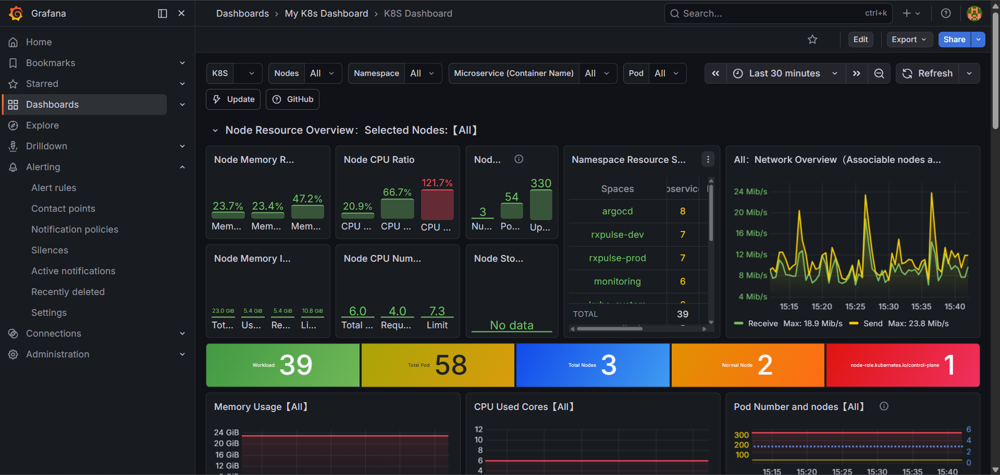 Grafana
Dashboards › My K8s Dashboard › K8S Dashboard
Search...
ctrl+k
Home
Bookmarks
Starred
Dashboards
Explore
Drilldown
Alerting
Alert rules
Contact points
Notification policies
Silences
Active notifications
Recently deleted
Settings
Connections
Administration
Edit
Export
Share
K8S
Nodes All
Namespace All
Microservice (Container Name) All
Pod All
Last 30 minutes
Refresh
Update
GitHub
Node Resource Overview：Selected Nodes:【All】
Node Memory R...
23.7% 23.4% 47.2%
Mem... Mem... Mem...
Node CPU Ratio
20.9% 66.7% 121.7%
CPU ... CPU ... CPU ...
Nod...
3 54 330
Nu... Po... Up...
Namespace Resource S...
Spaces
argocd 8
rxpulse-dev 7
rxpulse-prod 7
monitoring 6
TOTAL 39
All：Network Overview（Associable nodes a...
24 Mib/s
20 Mib/s
16 Mib/s
12 Mib/s
8 Mib/s
4 Mib/s
15:15 15:20 15:25 15:30 15:35 15:40
Receive Max: 18.9 Mib/s Send Max: 23.8 Mib/s
Node Memory I...
23.0 GiB 5.4 GiB 5.4 GiB 10.8 GiB
Tot... Us... Re... Li...
Node CPU Num...
6.0 4.0 7.3
Total ... Requ... Limit
Node Sto...
No data
Workload 39
Total Pod 58
Total Nodes 3
Normal Node 2
node-role.kubernetes.io/control-plane 1
Memory Usage【All】
24 GiB
20 GiB
16 GiB
12 GiB
CPU Used Cores【All】
12
10
8
6
4
Pod Number and nodes【All】
300
200
100
6
4
2
0
15:15 15:20 15:25 15:30 15:35 15:40